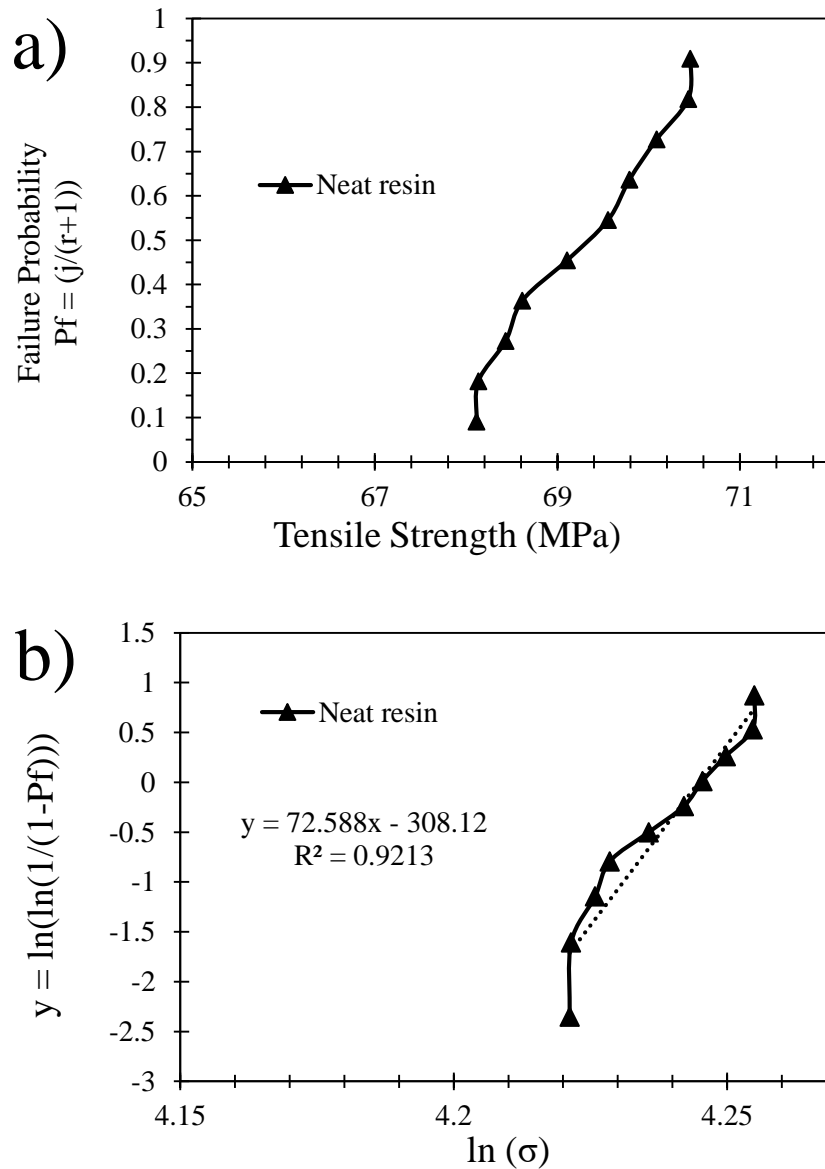 a)
1
0.9
0.8
0.7
0.6
0.5
0.4
0.3
0.2
0.1
0
Failure Probability
Pf = (j/(r+1))
Neat resin
65 67 69 71
Tensile Strength (MPa)
b)
1.5
1
0.5
0
-0.5
-1
-1.5
-2
-2.5
-3
y = ln(ln(1/(1-Pf)))
Neat resin
y = 72.588x - 308.12
R² = 0.9213
4.15 4.2 4.25
ln (σ)